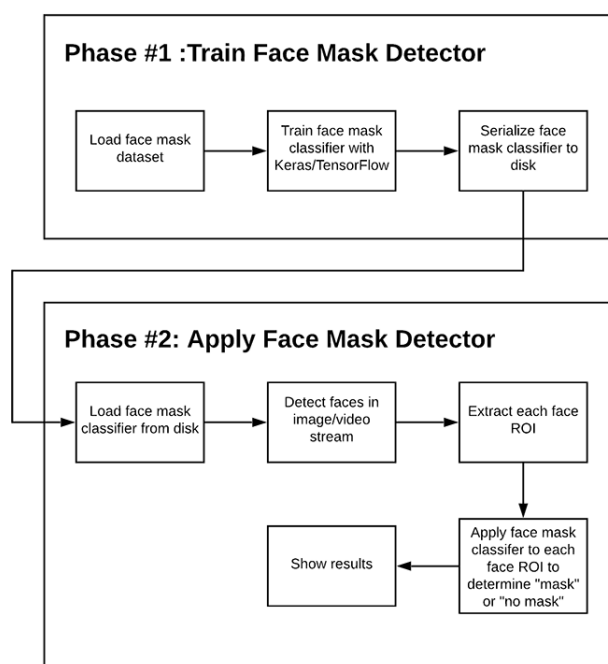 Phase #1 :Train Face Mask Detector
Load face mask
dataset
Train face mask
classifier with
Keras/TensorFlow
Serialize face
mask classifier to
disk
Phase #2: Apply Face Mask Detector
Load face mask
classifier from disk
Detect faces in
image/video
stream
Extract each face
ROI
Apply face mask
classifer to each
face ROI to
determine "mask"
or "no mask"
Show results